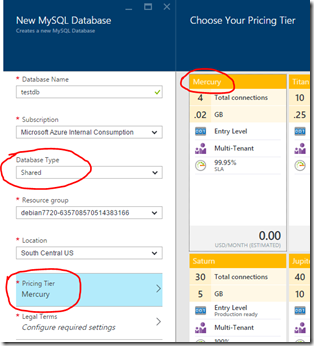 New MySQL Database
Creates a new MySQL Database
* Database Name
testdb
* Subscription
Microsoft Azure Internal Consumption
Database Type
Shared
* Resource group
debian7720-635708570514383166
* Location
South Central US
* Pricing Tier
Mercury
* Legal Terms
Configure required settings
Choose Your Pricing Tier
Mercury
4 Total connections
.02 GB
Entry Level
Multi-Tenant
99.95%
SLA
0.00
USD/MONTH (ESTIMATED)
Titan
10
.25
Saturn
30 Total connections
5 GB
Entry Level
Production ready
Multi-Tenant
Jupit
40
10